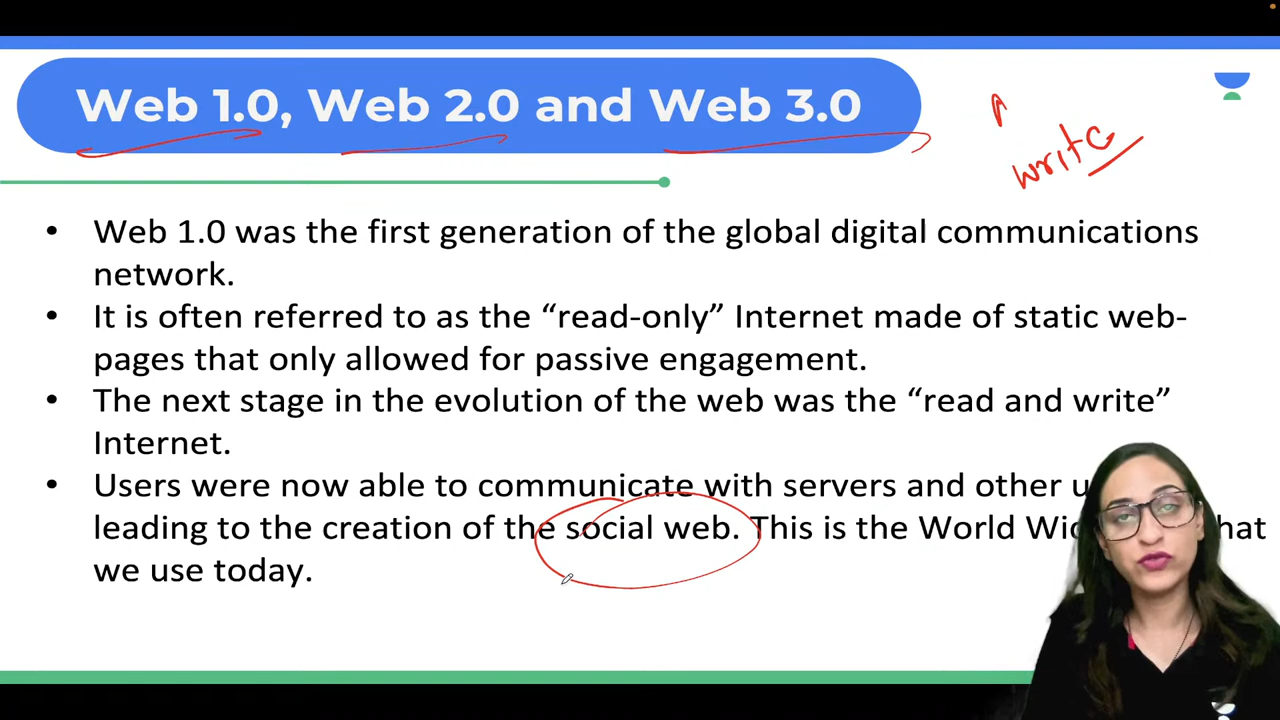 Web 1.0, Web 2.0 and Web 3.0
write
• Web 1.0 was the first generation of the global digital communications
network.
• It is often referred to as the “read-only” Internet made of static web-
pages that only allowed for passive engagement.
• The next stage in the evolution of the web was the “read and write”
Internet.
• Users were now able to communicate with servers and other
leading to the creation of the social web. This is the World
we use today.